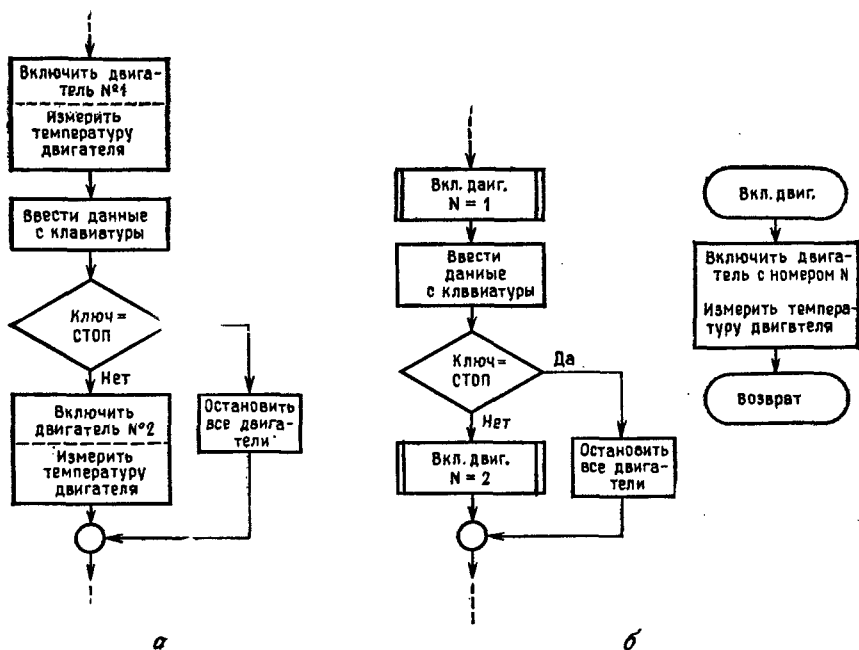 Включить двига-
тель №1
Измерить
температуру
двигателя
Ввести данные
с клавиатуры
Ключ =
СТОП
Нет
Включить
двигатель №2
Измерить
температуру
двигателя
Остановить
все двига-
тели
а
Вкл. даиг.
N = 1
Ввести
данные
с клавиатуры
Ключ =
СТОП
Да
Нет
Вкл. двиг.
N = 2
Остановить
все двига-
тели
Вкл. двиг.
Включить двига-
тель с номером N
Измерить темпера-
туру двигателя
Возврат
б